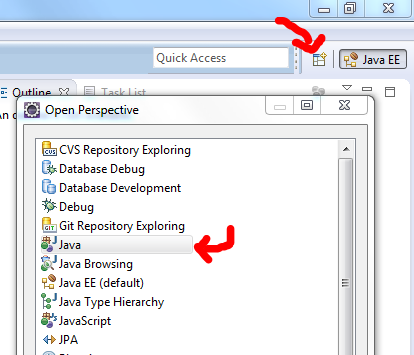 Quick Access
Java EE
Outline
Task List
An o
Open Perspective
CVS Repository Exploring
Database Debug
Database Development
Debug
Git Repository Exploring
Java
Java Browsing
Java EE (default)
Java Type Hierarchy
JavaScript
JPA